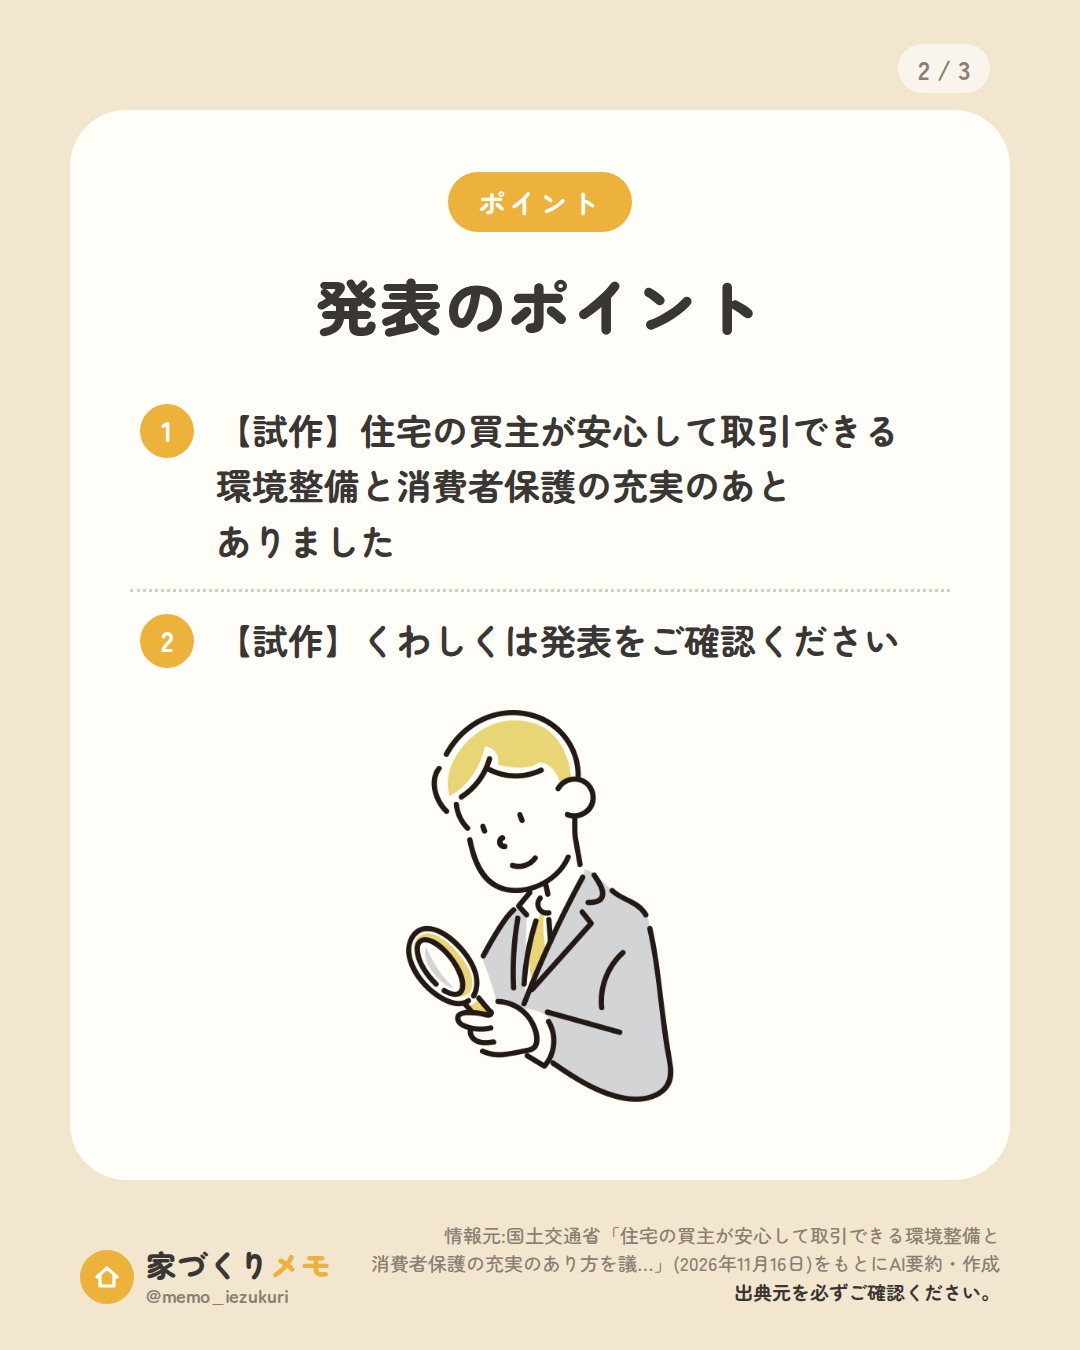 2 / 3
ポイント
発表のポイント
1 【試作】住宅の買主が安心して取引できる
環境整備と消費者保護の充実のあと
ありました
2 【試作】くわしくは発表をご確認ください
情報元:国土交通省「住宅の買主が安心して取引できる環境整備と
消費者保護の充実のあり方を議...」(2026年11月16日)をもとにAI要約・作成
出典元を必ずご確認ください。
家づくりメモ
@memo_iezukuri